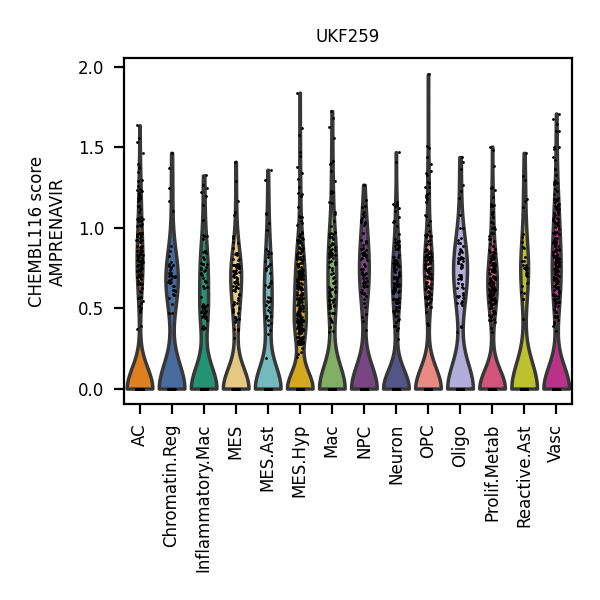 UKF259
CHEMBL116 score
AMPRENAVIR
2.0
1.5
1.0
0.5
0.0
AC
Chromatin.Reg
Inflammatory.Mac
MES
MES.Ast
MES.Hyp
Mac
NPC
Neuron
OPC
Oligo
Prolif.Metab
Reactive.Ast
Vasc